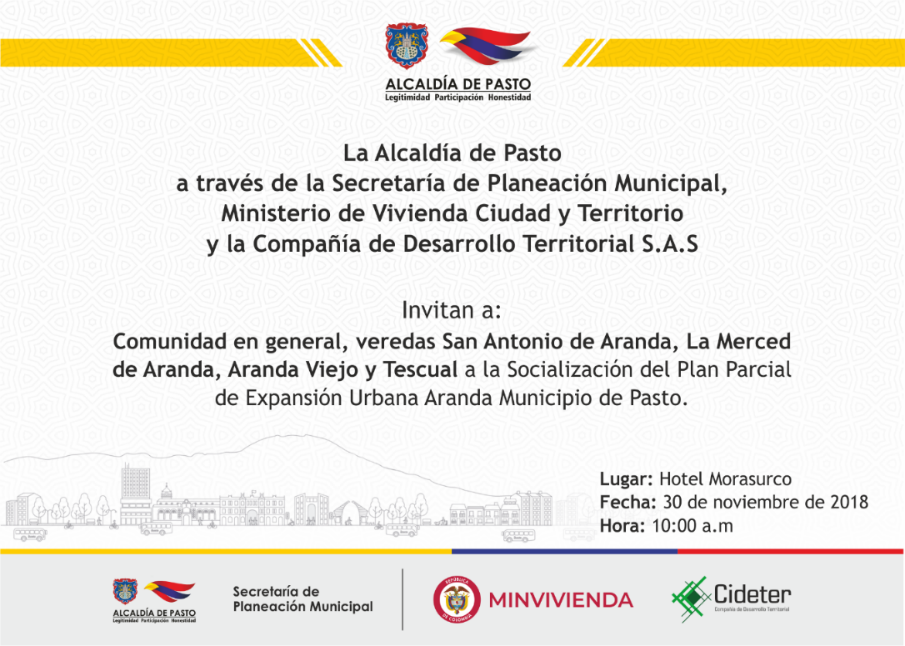 ALCALDÍA DE PASTO
Legitimidad Participación Honestidad
La Alcaldía de Pasto
a través de la Secretaría de Planeación Municipal,
Ministerio de Vivienda Ciudad y Territorio
y la Compañía de Desarrollo Territorial S.A.S
Invitan a:
Comunidad en general, veredas San Antonio de Aranda, La Merced
de Aranda, Aranda Viejo y Tescual a la Socialización del Plan Parcial
de Expansión Urbana Aranda Municipio de Pasto.
Lugar: Hotel Morasurco
Fecha: 30 de noviembre de 2018
Hora: 10:00 a.m
ALCALDÍA DE PASTO
Legitimidad Participación Honestidad
Secretaría de
Planeación Municipal
REPÚBLICA
DE COLOMBIA
MINVIVIENDA
Cideter
Compañía de Desarrollo Territorial